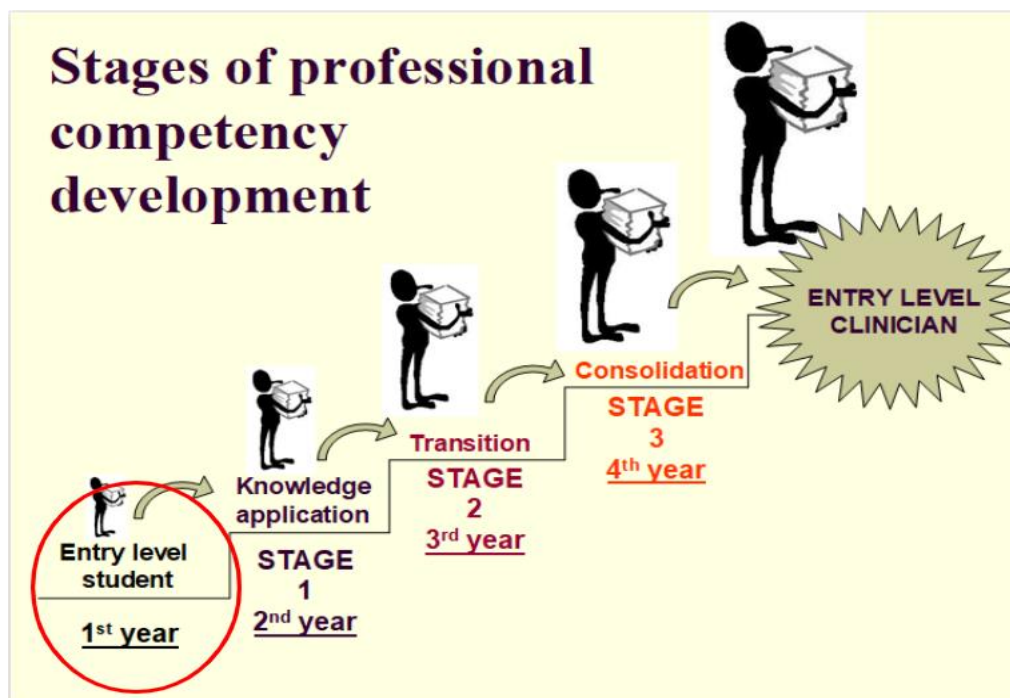 Stages of professional
competency
development
ENTRY LEVEL
CLINICIAN
Consolidation
STAGE
3
4th year
Transition
STAGE
2
3rd year
Knowledge
application
STAGE
1
2nd year
Entry level
student
1st year